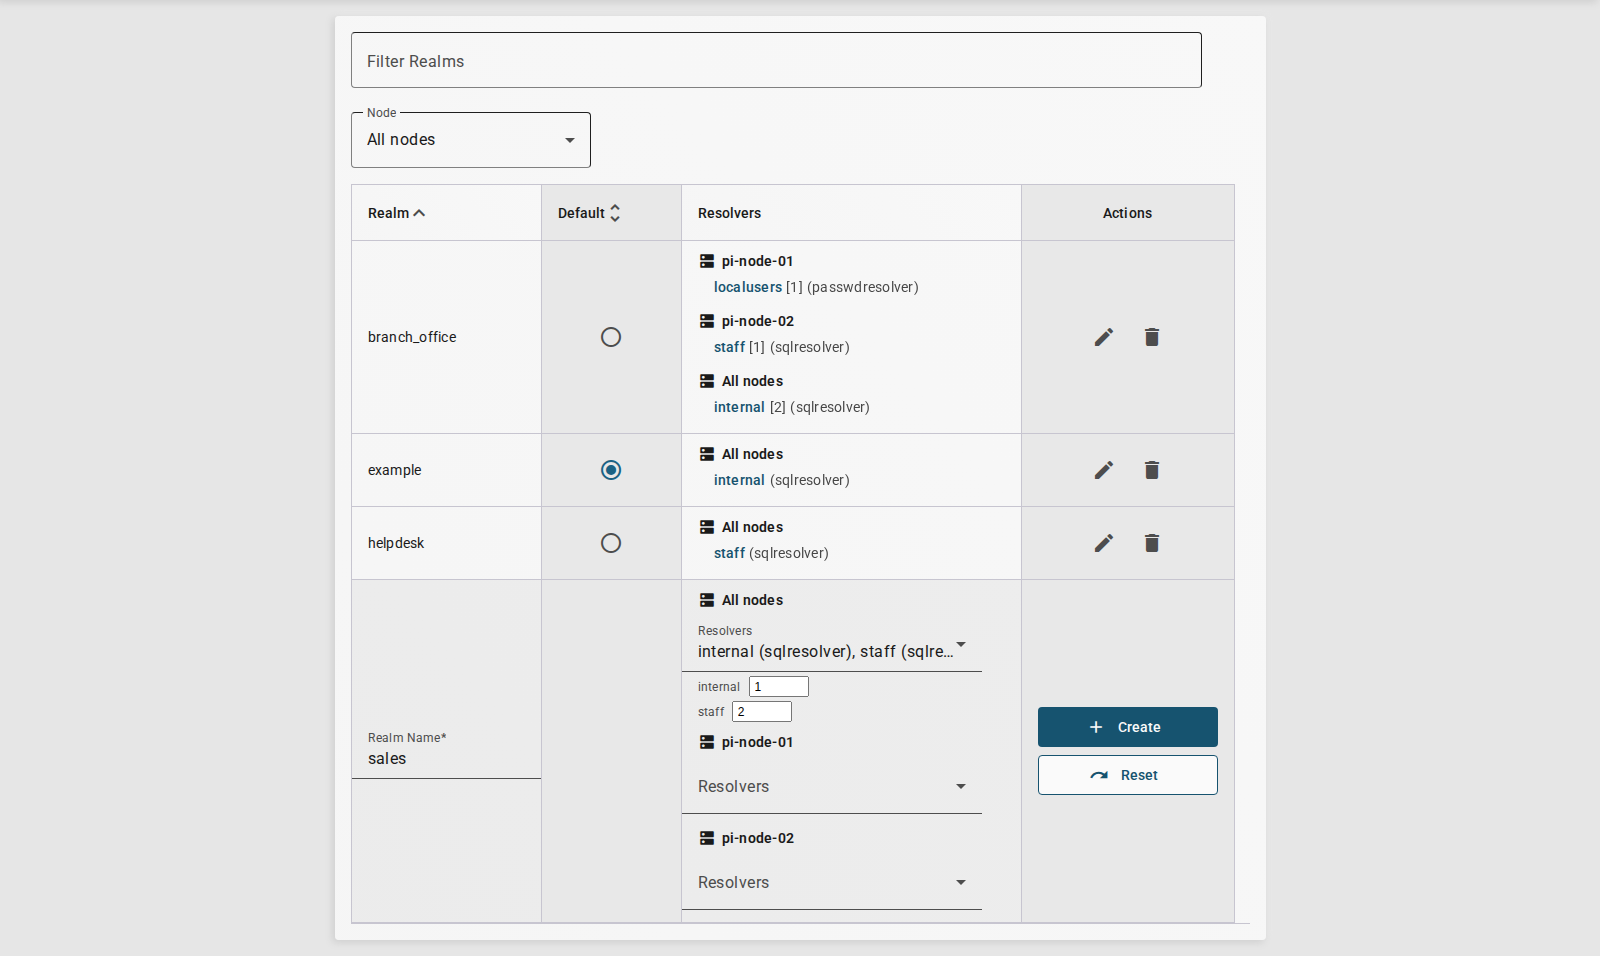 Filter Realms
Node
All nodes
Realm Default Resolvers Actions
pi-node-01
localusers [1] (passwdresolver)
pi-node-02
branch_office
staff [1] (sqlresolver)
All nodes
internal [2] (sqlresolver)
All nodes
example
internal (sqlresolver)
All nodes
helpdesk
staff (sqlresolver)
All nodes
Resolvers
internal (sqlresolver), staff (sqlre…
internal 1
staff 2
Realm Name*
sales
pi-node-01
Resolvers
pi-node-02
Resolvers
Create
Reset